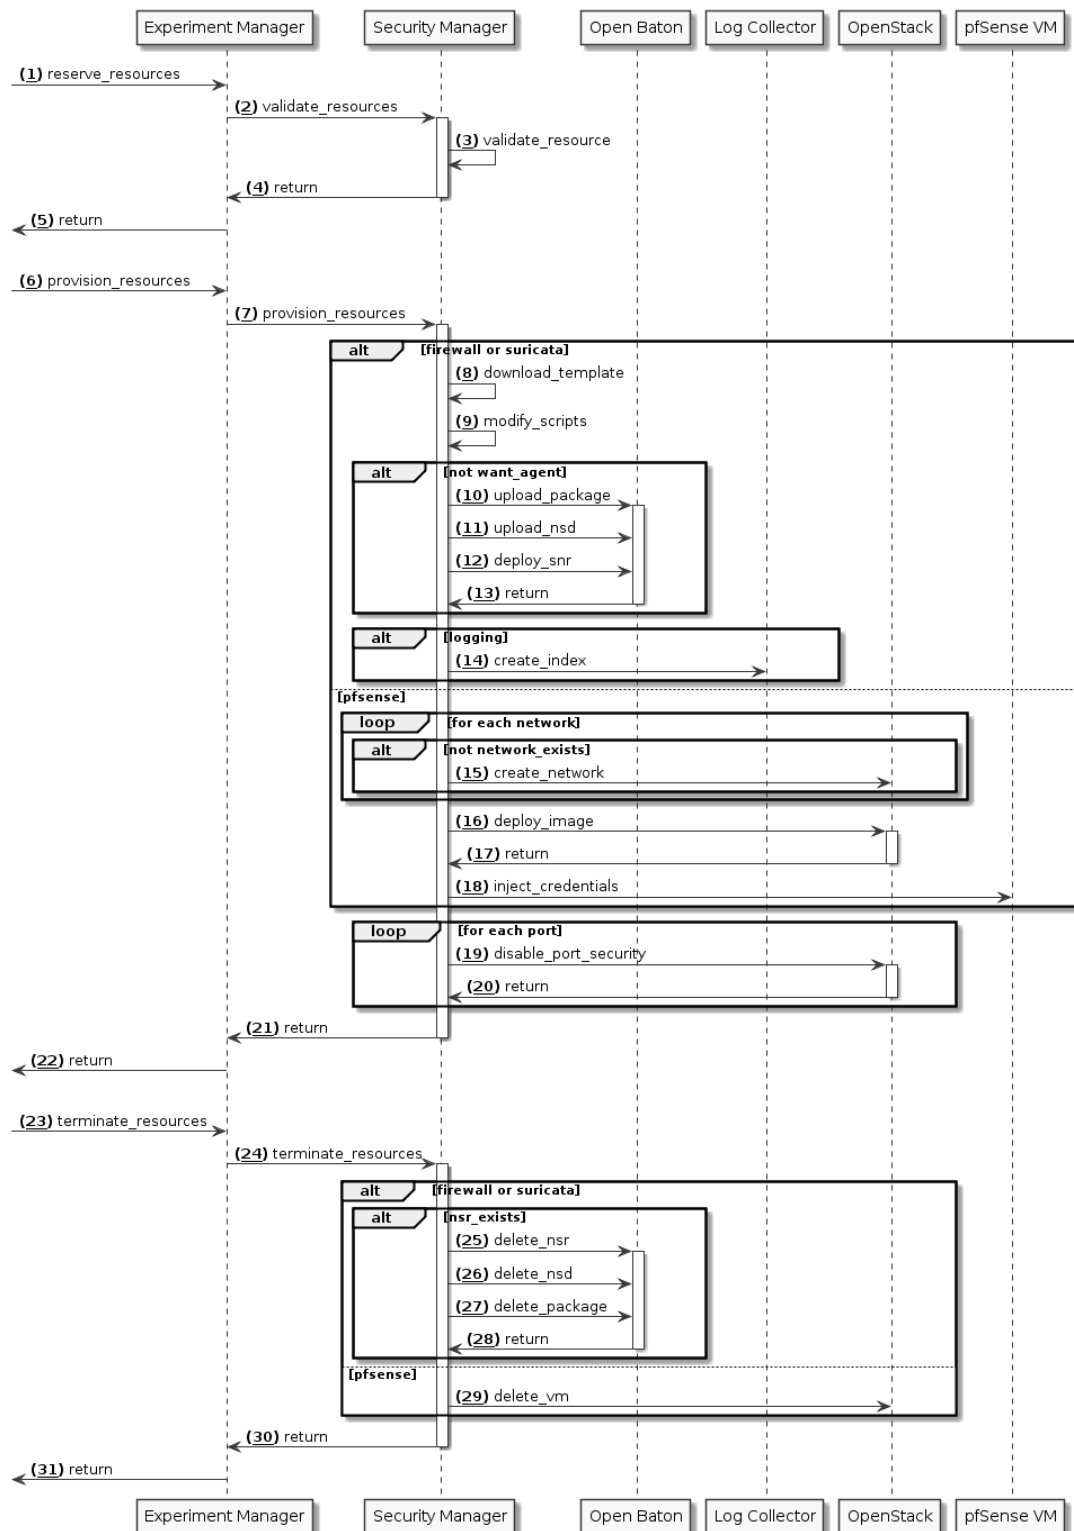 Experiment Manager Security Manager Open Baton Log Collector OpenStack pfSense VM
(1) reserve_resources
(2) validate_resources
(3) validate_resource
(4) return
(5) return
(6) provision_resources
(7) provision_resources
alt [firewall or suricata]
(8) download_template
(9) modify_scripts
alt [not want_agent]
(10) upload_package
(11) upload_nsd
(12) deploy_snr
(13) return
alt [logging]
(14) create_index
[pfsense]
loop [for each network]
alt [not network_exists]
(15) create_network
(16) deploy_image
(17) return
(18) inject_credentials
loop [for each port]
(19) disable_port_security
(20) return
(21) return
(22) return
(23) terminate_resources
(24) terminate_resources
alt [firewall or suricata]
alt [nsr_exists]
(25) delete_nsr
(26) delete_nsd
(27) delete_package
(28) return
[pfsense]
(29) delete_vm
(30) return
(31) return
Experiment Manager Security Manager Open Baton Log Collector OpenStack pfSense VM